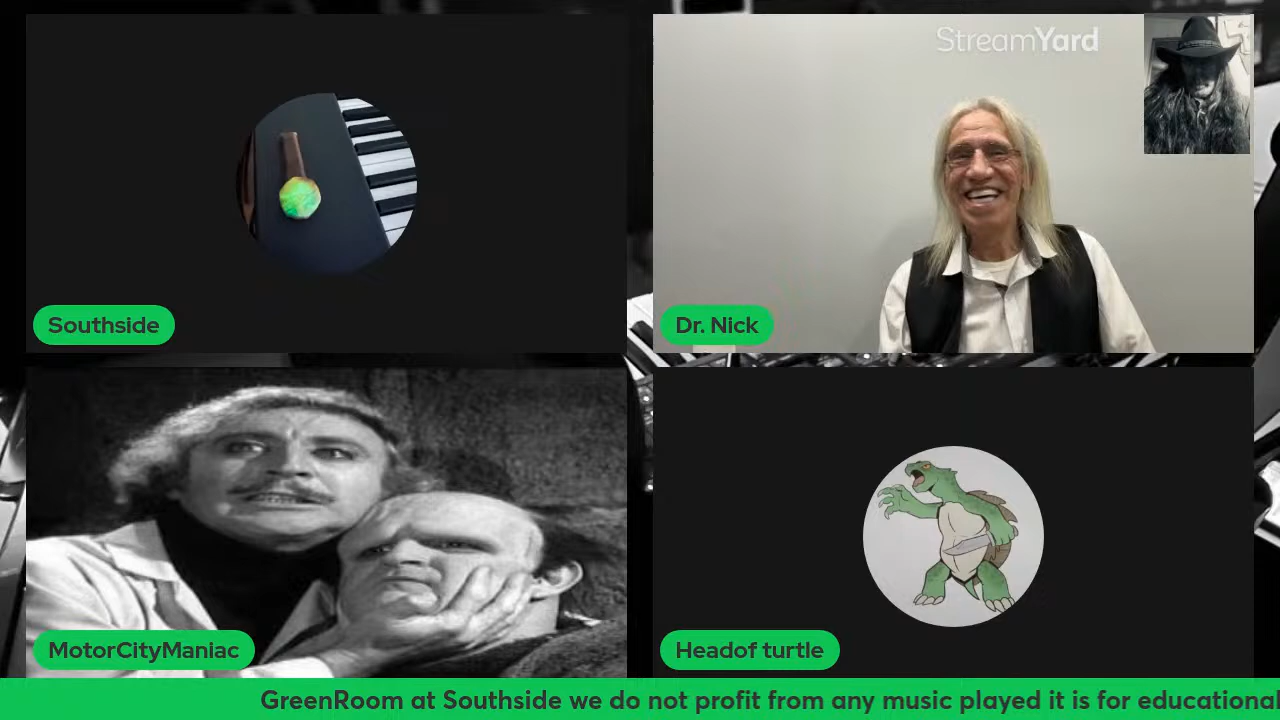 StreamYard
Southside
Dr. Nick
MotorCityManiac
Headof turtle
GreenRoom at Southside we do not profit from any music played it is for educational